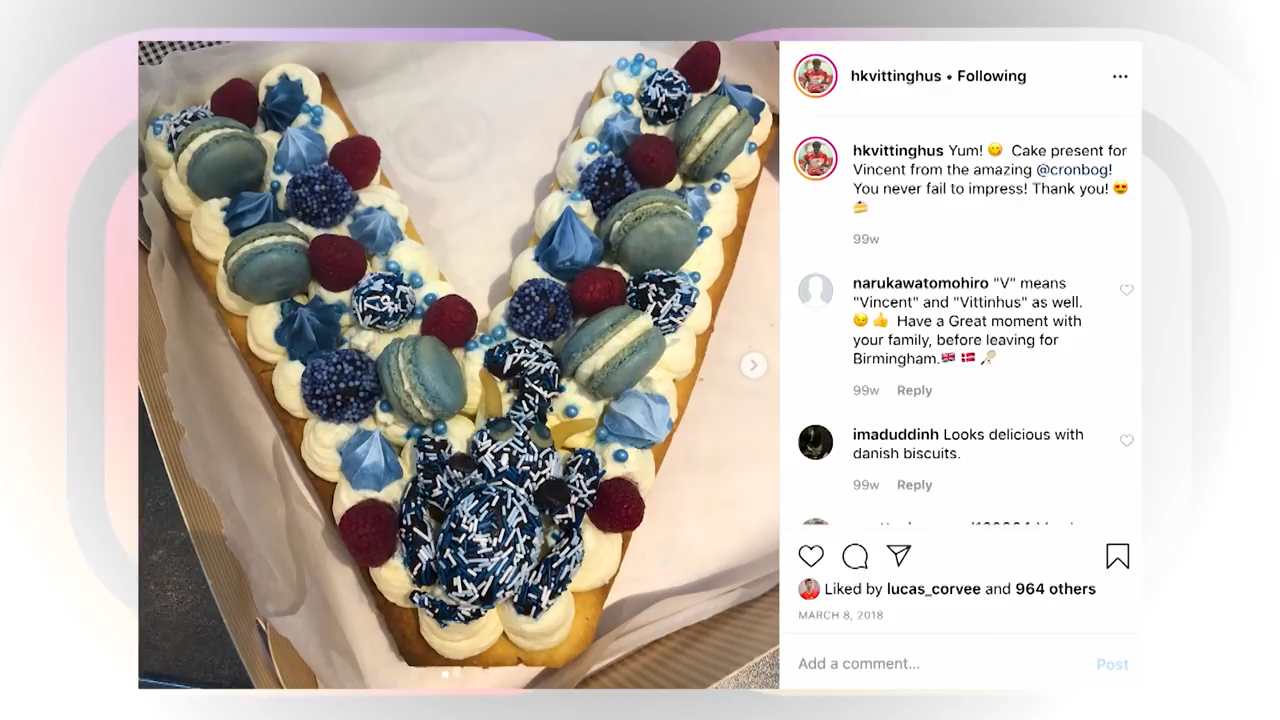 hkvittinghus • Following
hkvittinghus Yum! 😋 Cake present for
Vincent from the amazing @cronbog!
You never fail to impress! Thank you! 😍
🍰
99w
narukawatomohiro "V" means
"Vincent" and "Vittinhus" as well.
😉 👍 Have a Great moment with
your family, before leaving for
Birmingham.🇬🇧 🇩🇰 🎾
99w Reply
imaduddinh Looks delicious with
danish biscuits.
99w Reply
Liked by lucas_corvee and 964 others
MARCH 8, 2018
Add a comment... Post